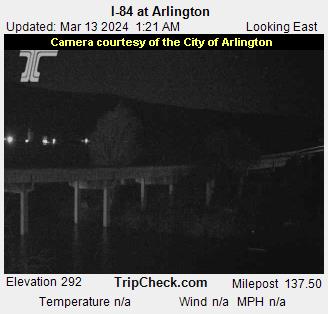 I-84 at Arlington
Updated: Mar 13 2024 1:21 AM Looking East
Camera courtesy of the City of Arlington
Elevation 292 TripCheck.com Milepost 137.50
Temperature n/a Wind n/a MPH n/a